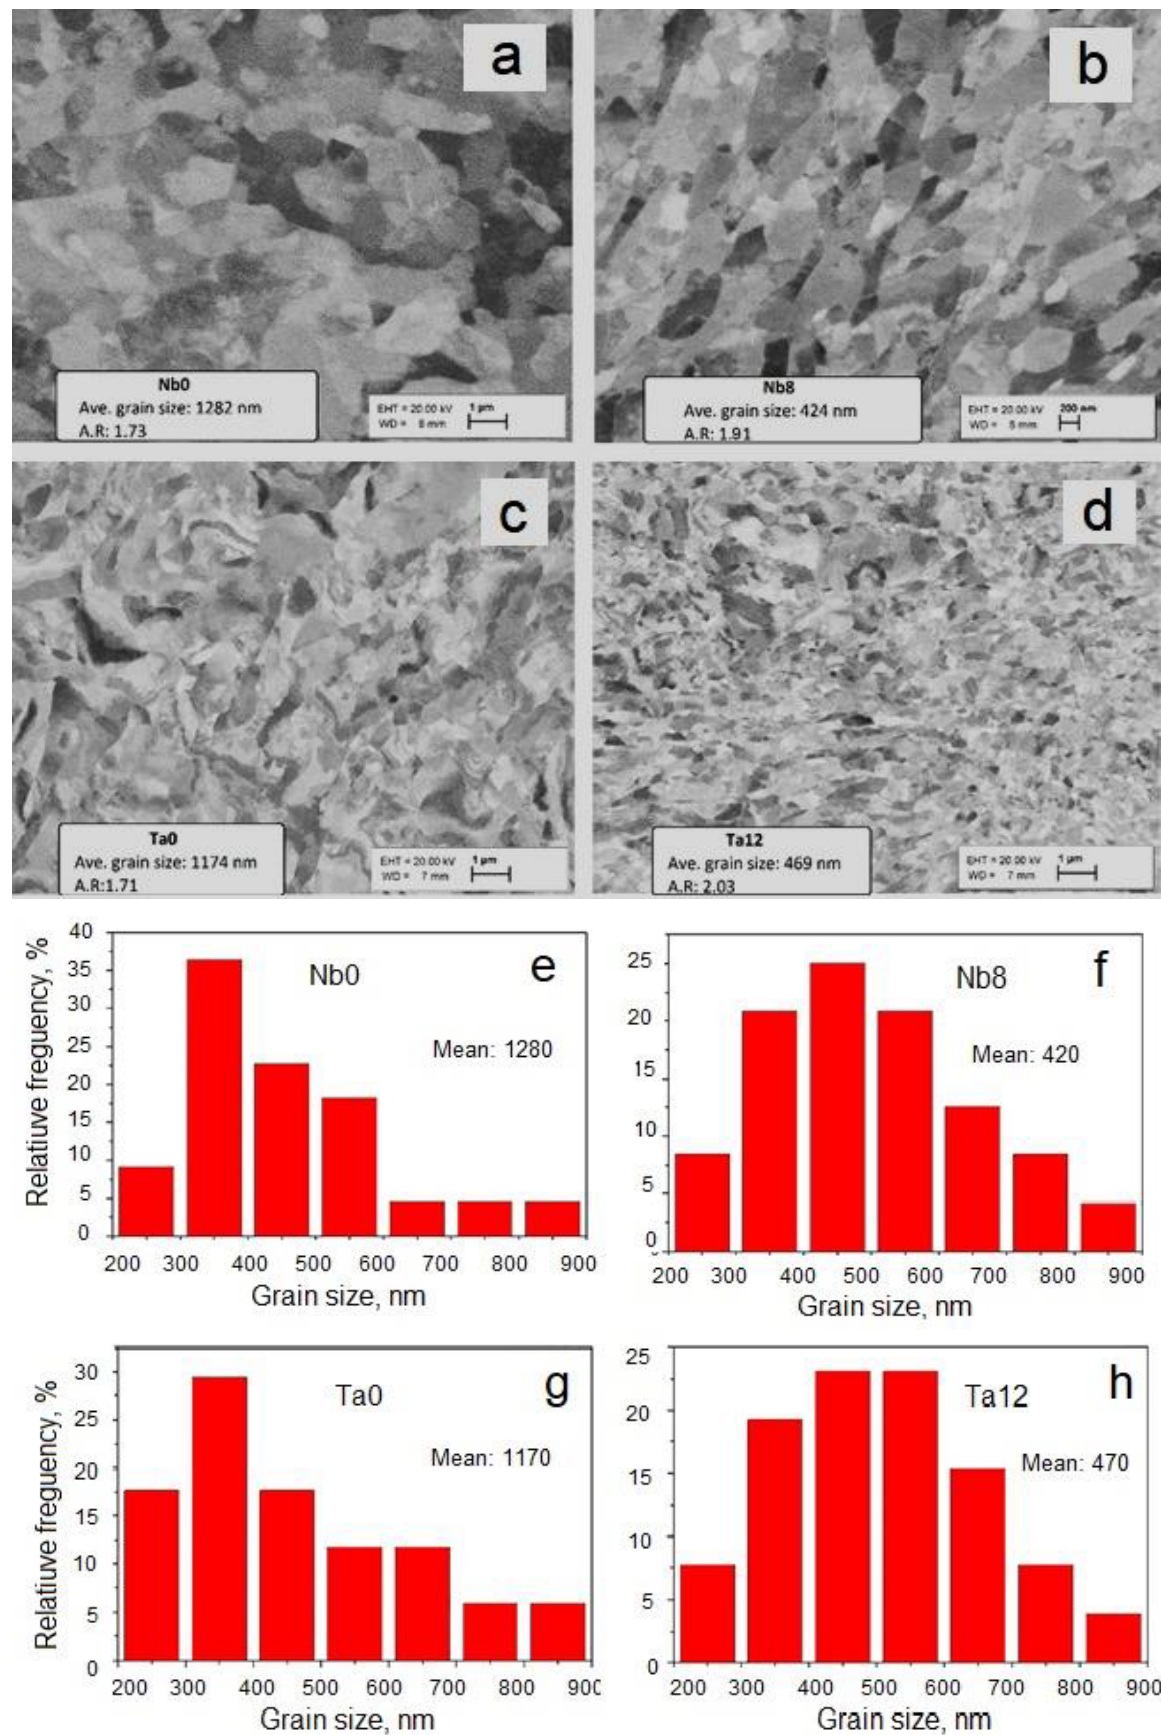 a
b
Nb0
Ave. grain size: 1282 nm
A.R: 1.73
EHT = 20.00 kV
WD = 8 mm
1 µm
Nb8
Ave. grain size: 424 nm
A.R: 1.91
EHT = 20.00 kV
WD = 5 mm
200 nm
c
d
Ta0
Ave. grain size: 1174 nm
A.R:1.71
EHT = 20.00 kV
WD = 7 mm
1 µm
Ta12
Ave. grain size: 469 nm
A.R: 2.03
EHT = 20.00 kV
WD = 7 mm
1 µm
e
Nb0
Mean: 1280
Relatiuve freguency, %
40
35
30
25
20
15
10
5
0
200 300 400 500 600 700 800 900
Grain size, nm
f
Nb8
Mean: 420
25
20
15
10
5
0
200 300 400 500 600 700 800 900
Grain size, nm
g
Ta0
Mean: 1170
Relatiuve freguency, %
30
25
20
15
10
5
0
200 300 400 500 600 700 800 900
Grain size, nm
h
Ta12
Mean: 470
25
20
15
10
5
0
200 300 400 500 600 700 800 900
Grain size, nm